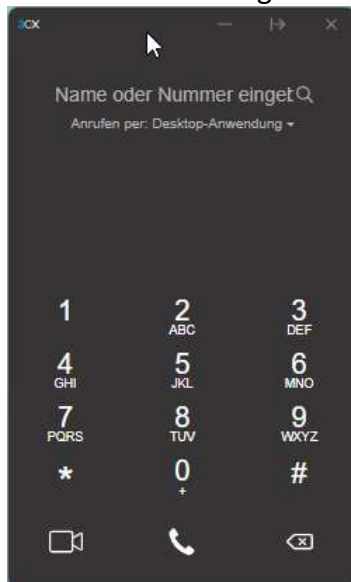 3CX
Name oder Nummer einget
Anrufen per: Desktop-Anwendung
1 2 3
ABC DEF
4 5 6
GHI JKL MNO
7 8 9
PQRS TUV WXYZ
* 0 #
+